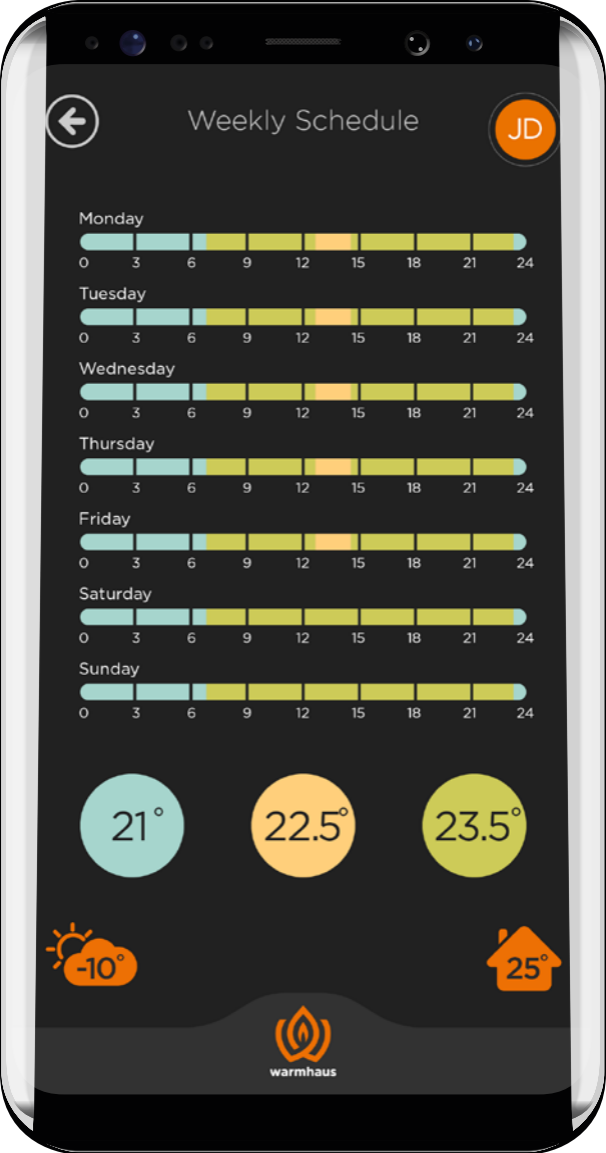 Weekly Schedule
JD
Monday
0 3 6 9 12 15 18 21 24
Tuesday
0 3 6 9 12 15 18 21 24
Wednesday
0 3 6 9 12 15 18 21 24
Thursday
0 3 6 9 12 15 18 21 24
Friday
0 3 6 9 12 15 18 21 24
Saturday
0 3 6 9 12 15 18 21 24
Sunday
0 3 6 9 12 15 18 21 24
21° 22.5° 23.5°
-10° 25°
warmhaus